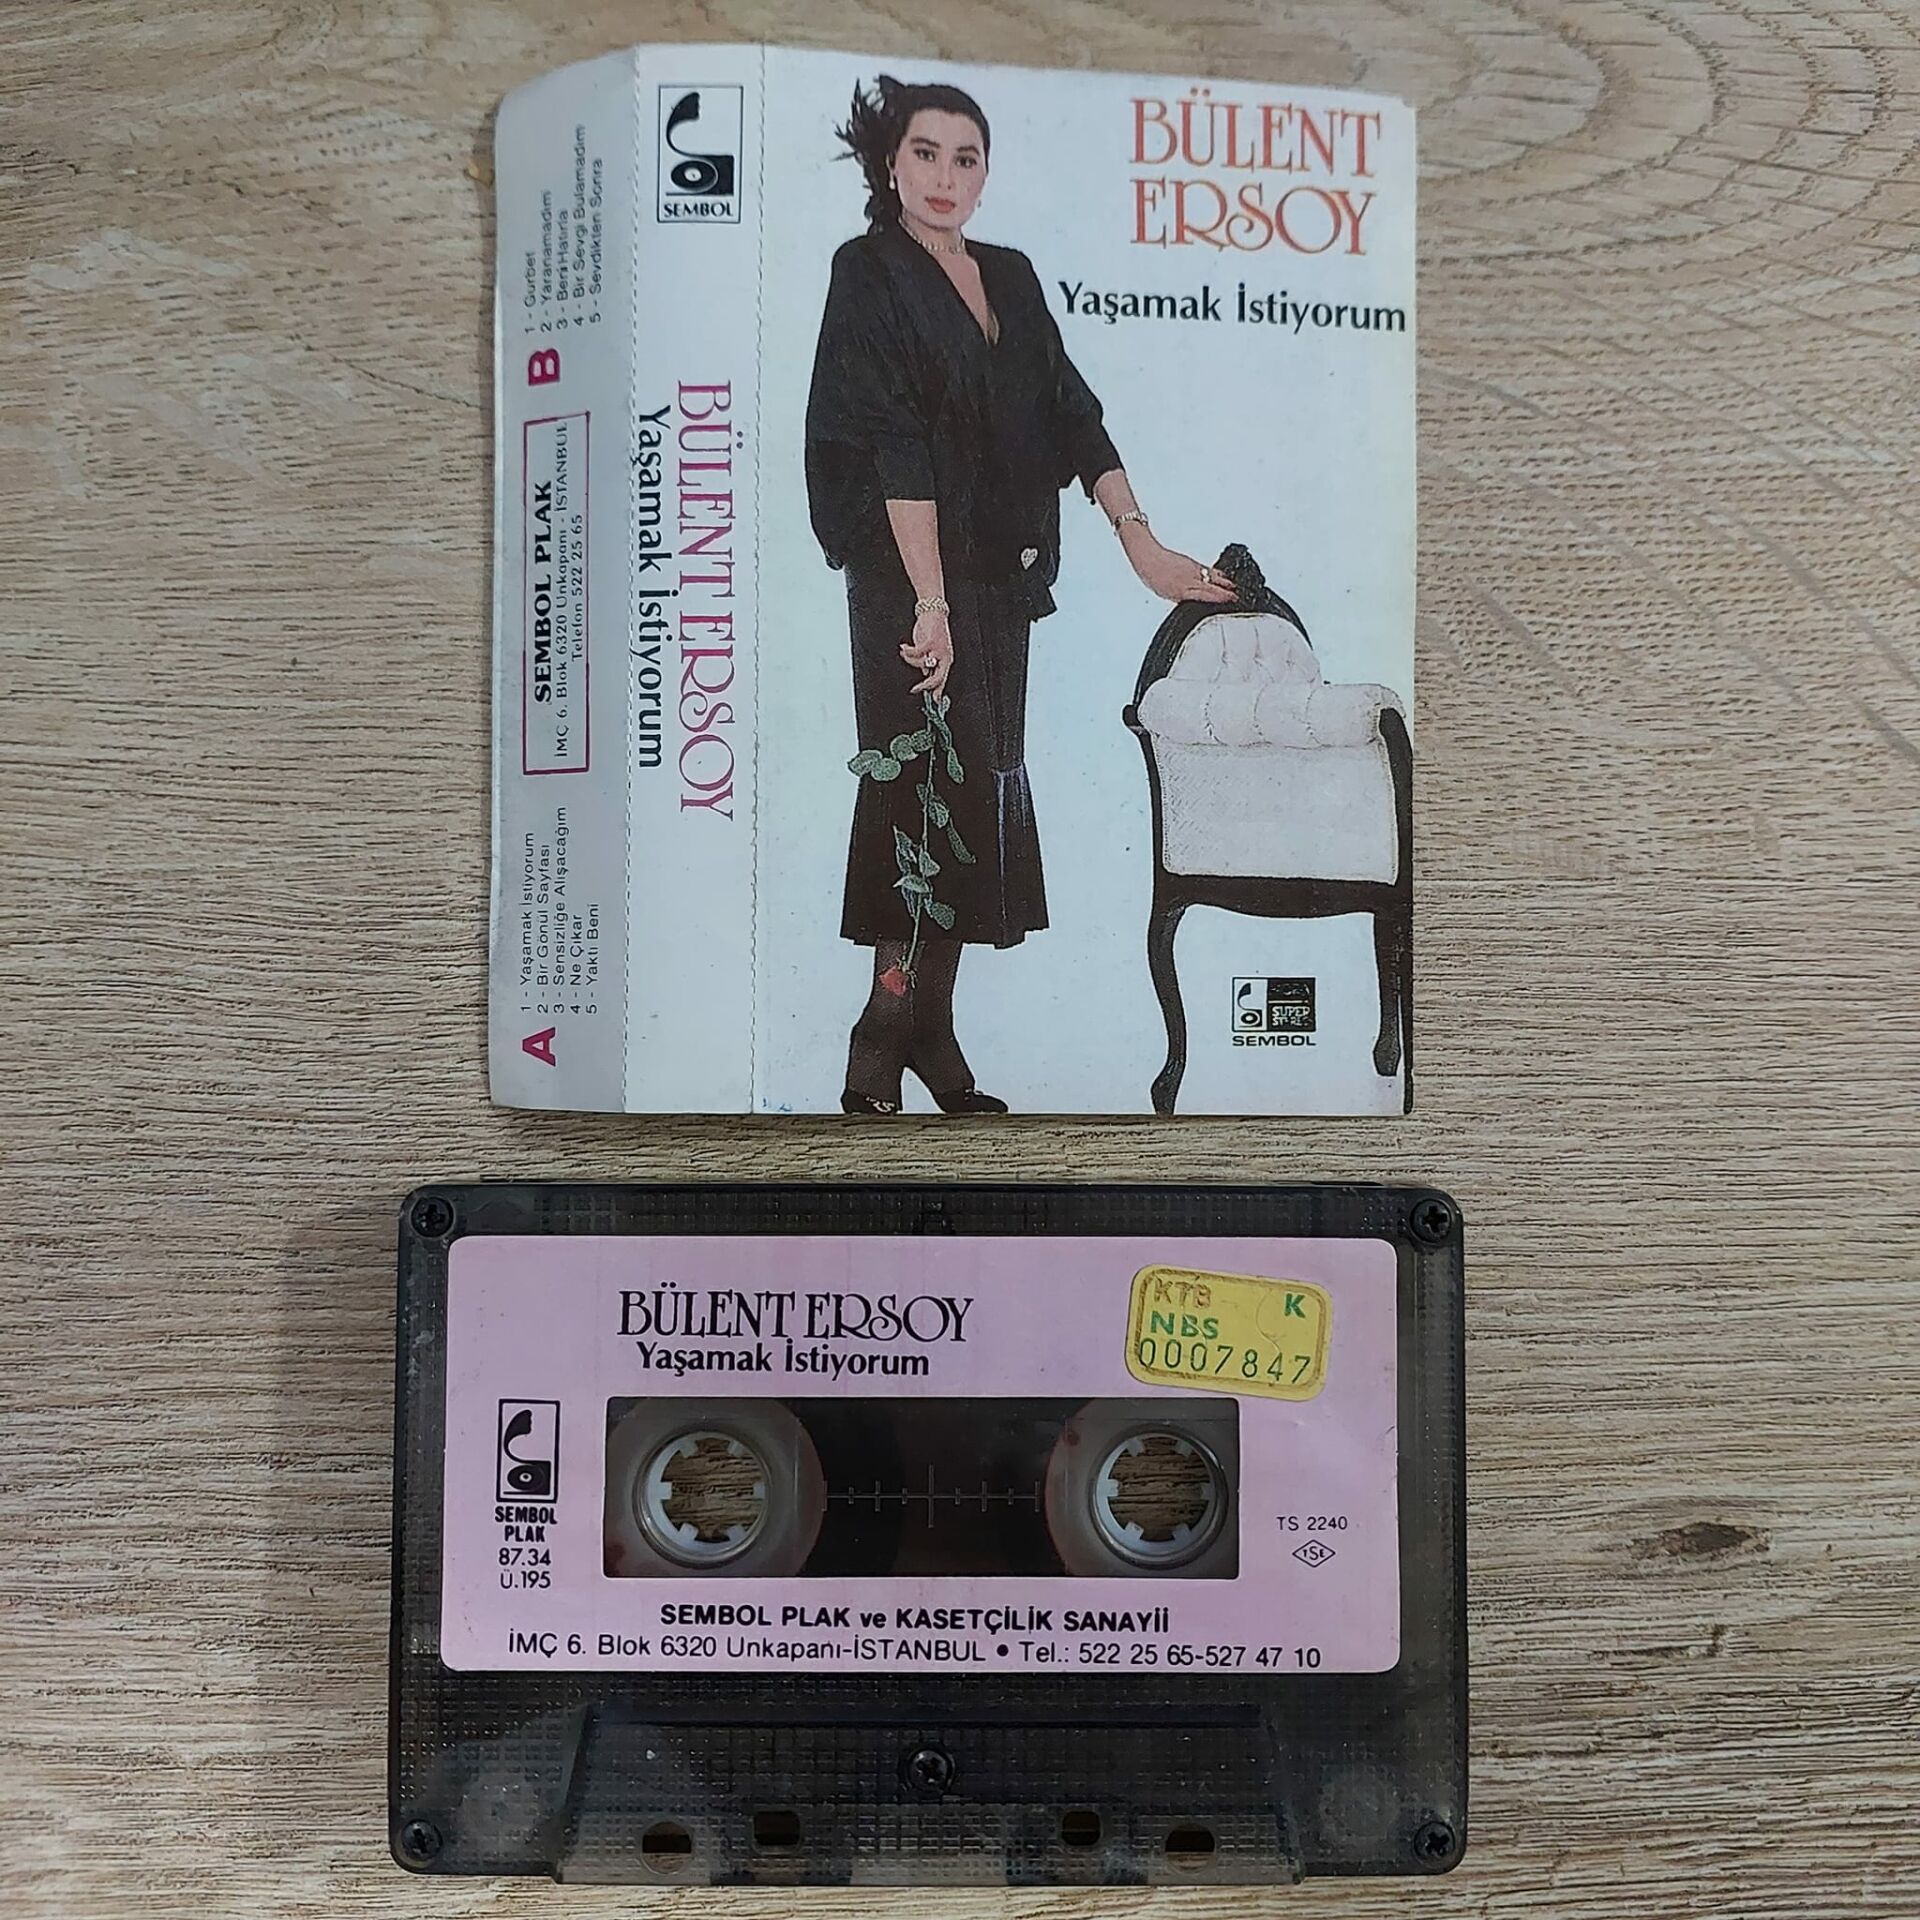 SEMBOL
BÜLENT
ERSOY
Yaşamak İstiyorum
BÜLENT ERSOY
Yaşamak İstiyorum
B
1 - Gurbet
2 - Yaranamadım
3 - Beni Hatırla
4 - Bir Sevgi Bulamadım
5 - Sevdikten Sonra
SEMBOL PLAK
İMÇ 6. Blok 6320 Unkapanı - İSTANBUL
Telefon 522 25 65
A
1 - Yaşamak İstiyorum
2 - Bir Gönül Sayfası
3 - Sensizliğe Alışacağım
4 - Ne Çıkar
5 - Yaktı Beni
SUPER
SEMBOL
BÜLENT ERSOY
Yaşamak İstiyorum
KTB K
NBS
0007847
SEMBOL
PLAK
87.34
Ü.195
TS 2240
TSE
SEMBOL PLAK ve KASETÇİLİK SANAYİİ
İMÇ 6. Blok 6320 Unkapanı-İSTANBUL • Tel.: 522 25 65-527 47 10